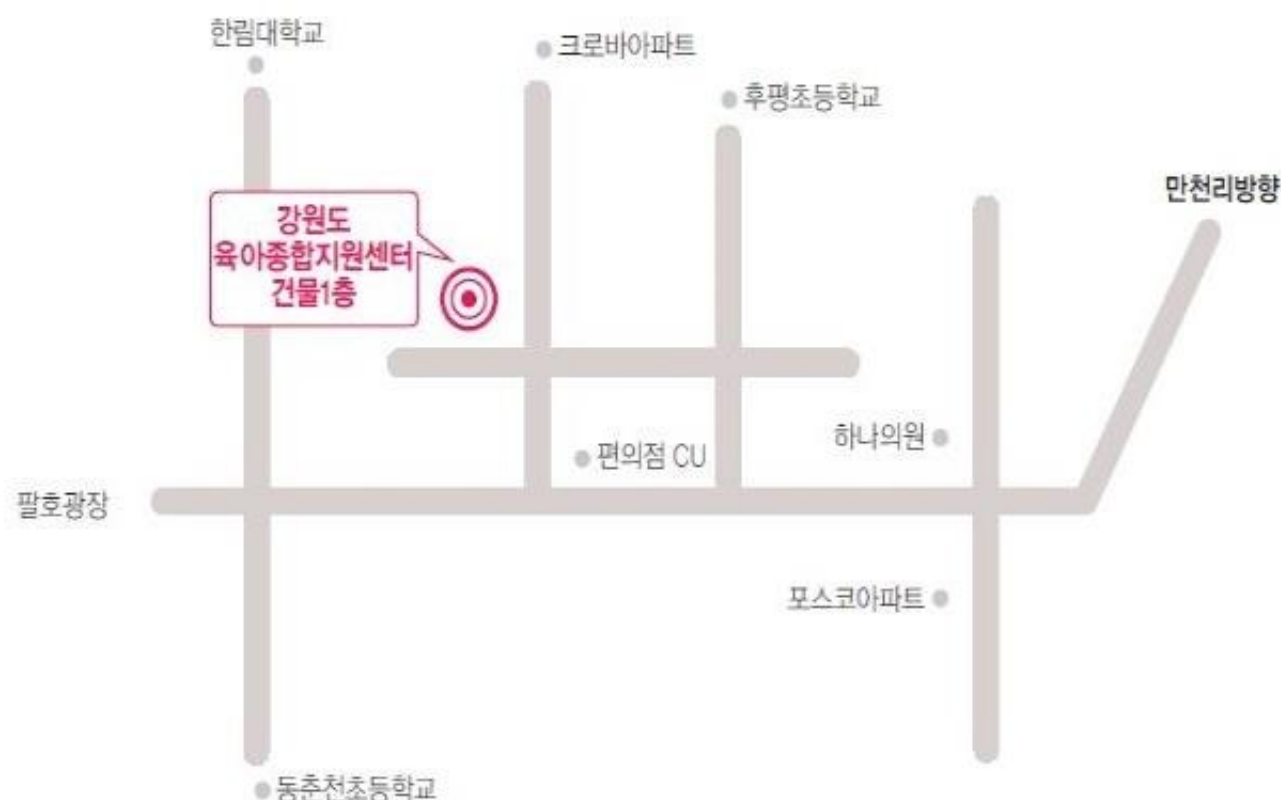 한림대학교
크로바아파트
후평초등학교
만천리방향
강원도
육아종합지원센터
건물1층
하나의원
편의점 CU
팔호광장
포스코아파트
동춘천초등학교